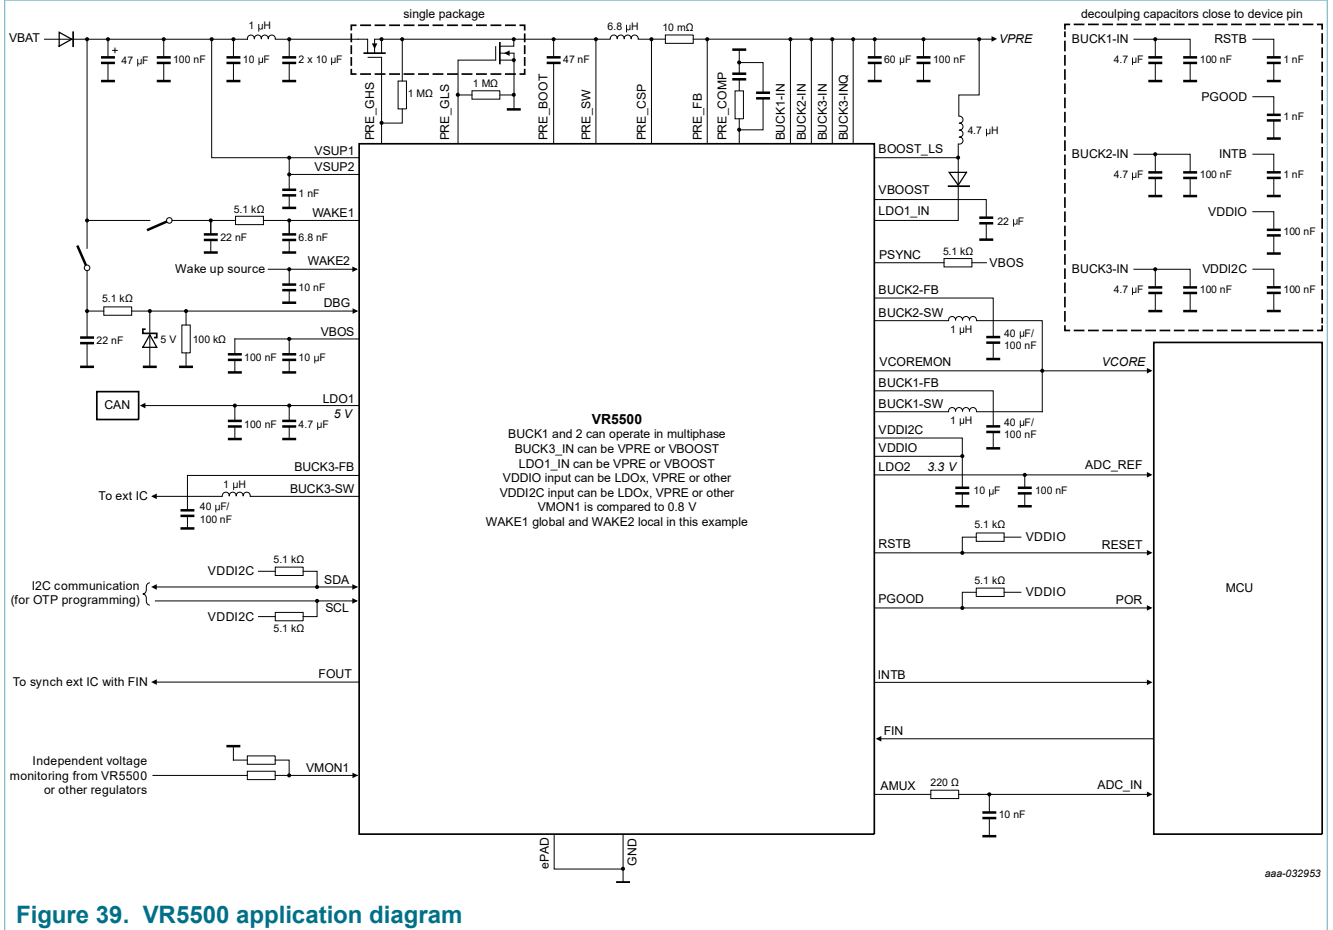 single package
decoulping capacitors close to device pin
VBAT
1 µH
6.8 µH
10 mΩ
VPRE
+
47 µF
100 nF
10 µF
2 x 10 µF
1 MΩ
1 MΩ
47 nF
60 µF
100 nF
PRE_GHS
PRE_GLS
PRE_BOOT
PRE_SW
PRE_CSP
PRE_FB
PRE_COMP
BUCK1-IN
BUCK2-IN
BUCK3-IN
BUCK3-INQ
4.7 µH
BUCK1-IN
4.7 µF
100 nF
RSTB
1 nF
PGOOD
1 nF
BUCK2-IN
4.7 µF
100 nF
INTB
1 nF
VDDIO
100 nF
BUCK3-IN
4.7 µF
100 nF
VDDI2C
100 nF
VSUP1
VSUP2
1 nF
5.1 kΩ
WAKE1
22 nF
6.8 nF
Wake up source
WAKE2
10 nF
5.1 kΩ
DBG
22 nF
5 V
100 kΩ
VBOS
100 nF
10 µF
CAN
LDO1
5 V
100 nF
4.7 µF
BUCK3-FB
To ext IC
1 µH
BUCK3-SW
40 µF/
100 nF
5.1 kΩ
VDDI2C
I2C communication
(for OTP programming)
SDA
SCL
VDDI2C
5.1 kΩ
To synch ext IC with FIN
FOUT
Independent voltage
monitoring from VR5500
or other regulators
VMON1
VR5500
BUCK1 and 2 can operate in multiphase
BUCK3_IN can be VPRE or VBOOST
LDO1_IN can be VPRE or VBOOST
VDDIO input can be LDOx, VPRE or other
VDDI2C input can be LDOx, VPRE or other
VMON1 is compared to 0.8 V
WAKE1 global and WAKE2 local in this example
BOOST_LS
VBOOST
LDO1_IN
22 µF
PSYNC
5.1 kΩ
VBOS
BUCK2-FB
BUCK2-SW
1 µH
40 µF/
100 nF
VCOREMON
VCORE
BUCK1-FB
BUCK1-SW
1 µH
40 µF/
100 nF
VDDI2C
VDDIO
LDO2
3.3 V
ADC_REF
10 µF
100 nF
5.1 kΩ
VDDIO
RSTB
RESET
5.1 kΩ
VDDIO
PGOOD
POR
MCU
INTB
FIN
AMUX
220 Ω
ADC_IN
10 nF
ePAD
GND
aaa-032953
Figure 39. VR5500 application diagram